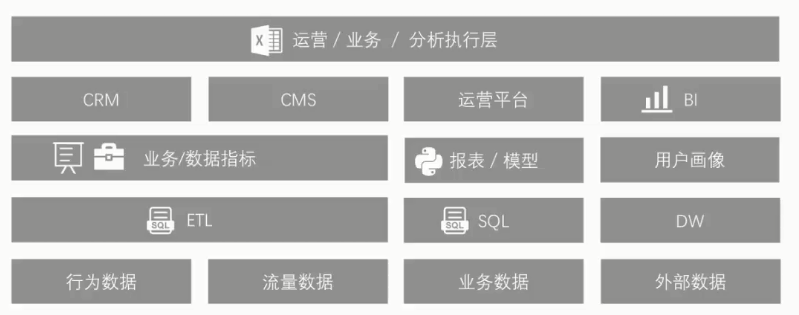 运营 / 业务 / 分析执行层
CRM
CMS
运营平台
BI
业务/数据指标
报表 / 模型
用户画像
SQL
ETL
SQL
SQL
DW
行为数据
流量数据
业务数据
外部数据